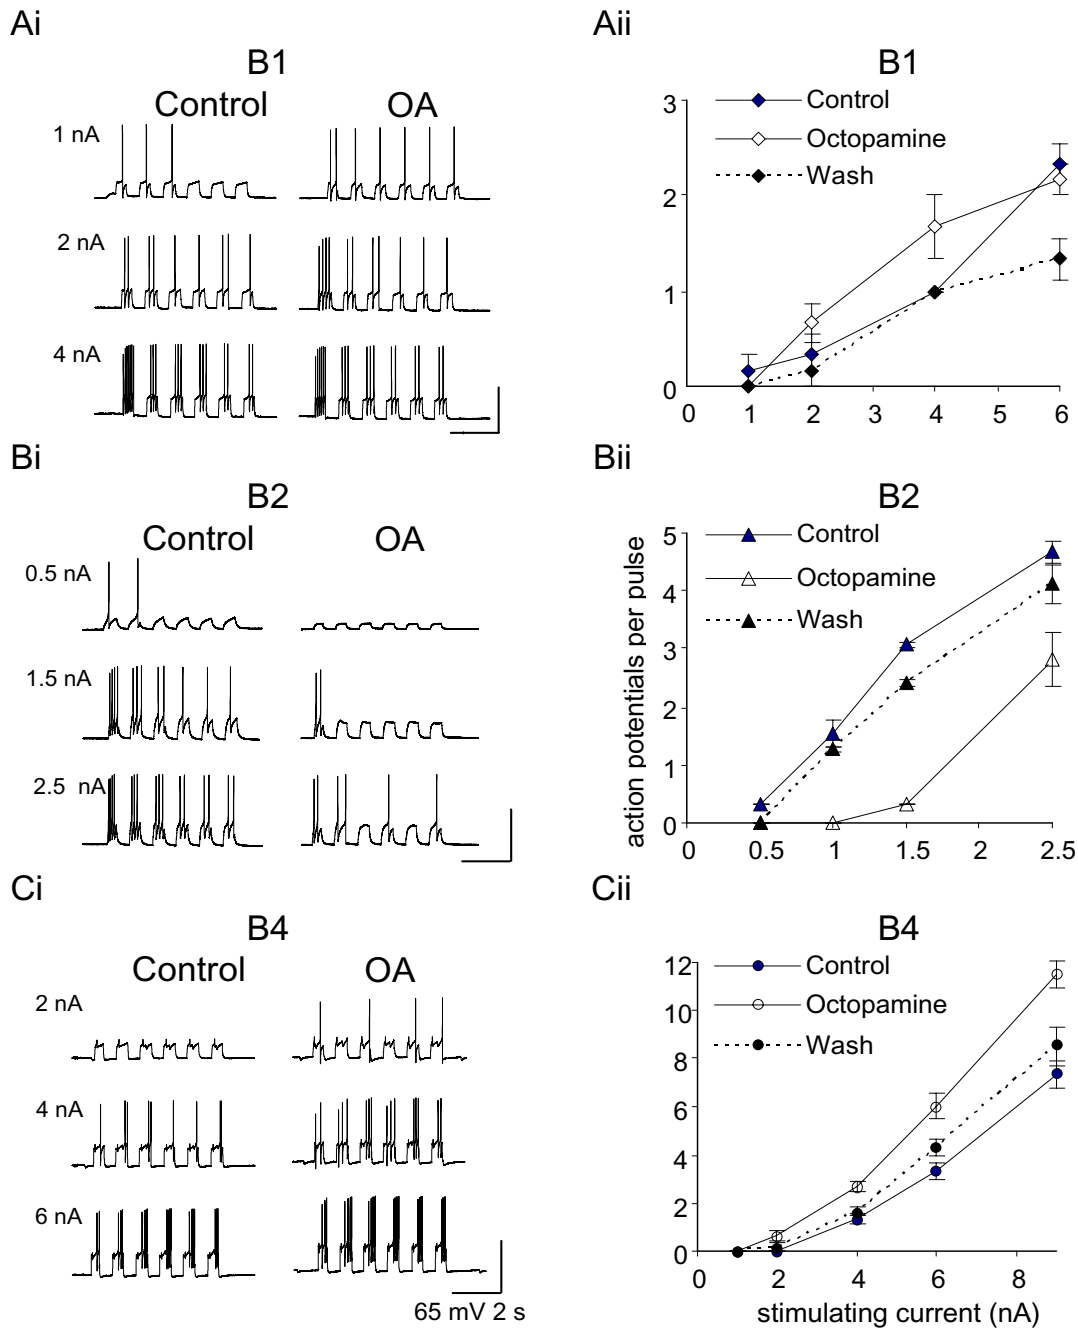 Ai
B1
Control OA
1 nA
2 nA
4 nA
Aii
B1
Control
Octopamine
Wash
3
2
1
0
0 1 2 3 4 5 6
Bi
B2
Control OA
0.5 nA
1.5 nA
2.5 nA
Bii
B2
Control
Octopamine
Wash
action potentials per pulse
5
4
3
2
1
0
0 0.5 1 1.5 2 2.5
Ci
B4
Control OA
2 nA
4 nA
6 nA
65 mV 2 s
Cii
B4
Control
Octopamine
Wash
12
10
8
6
4
2
0
0 2 4 6 8
stimulating current (nA)